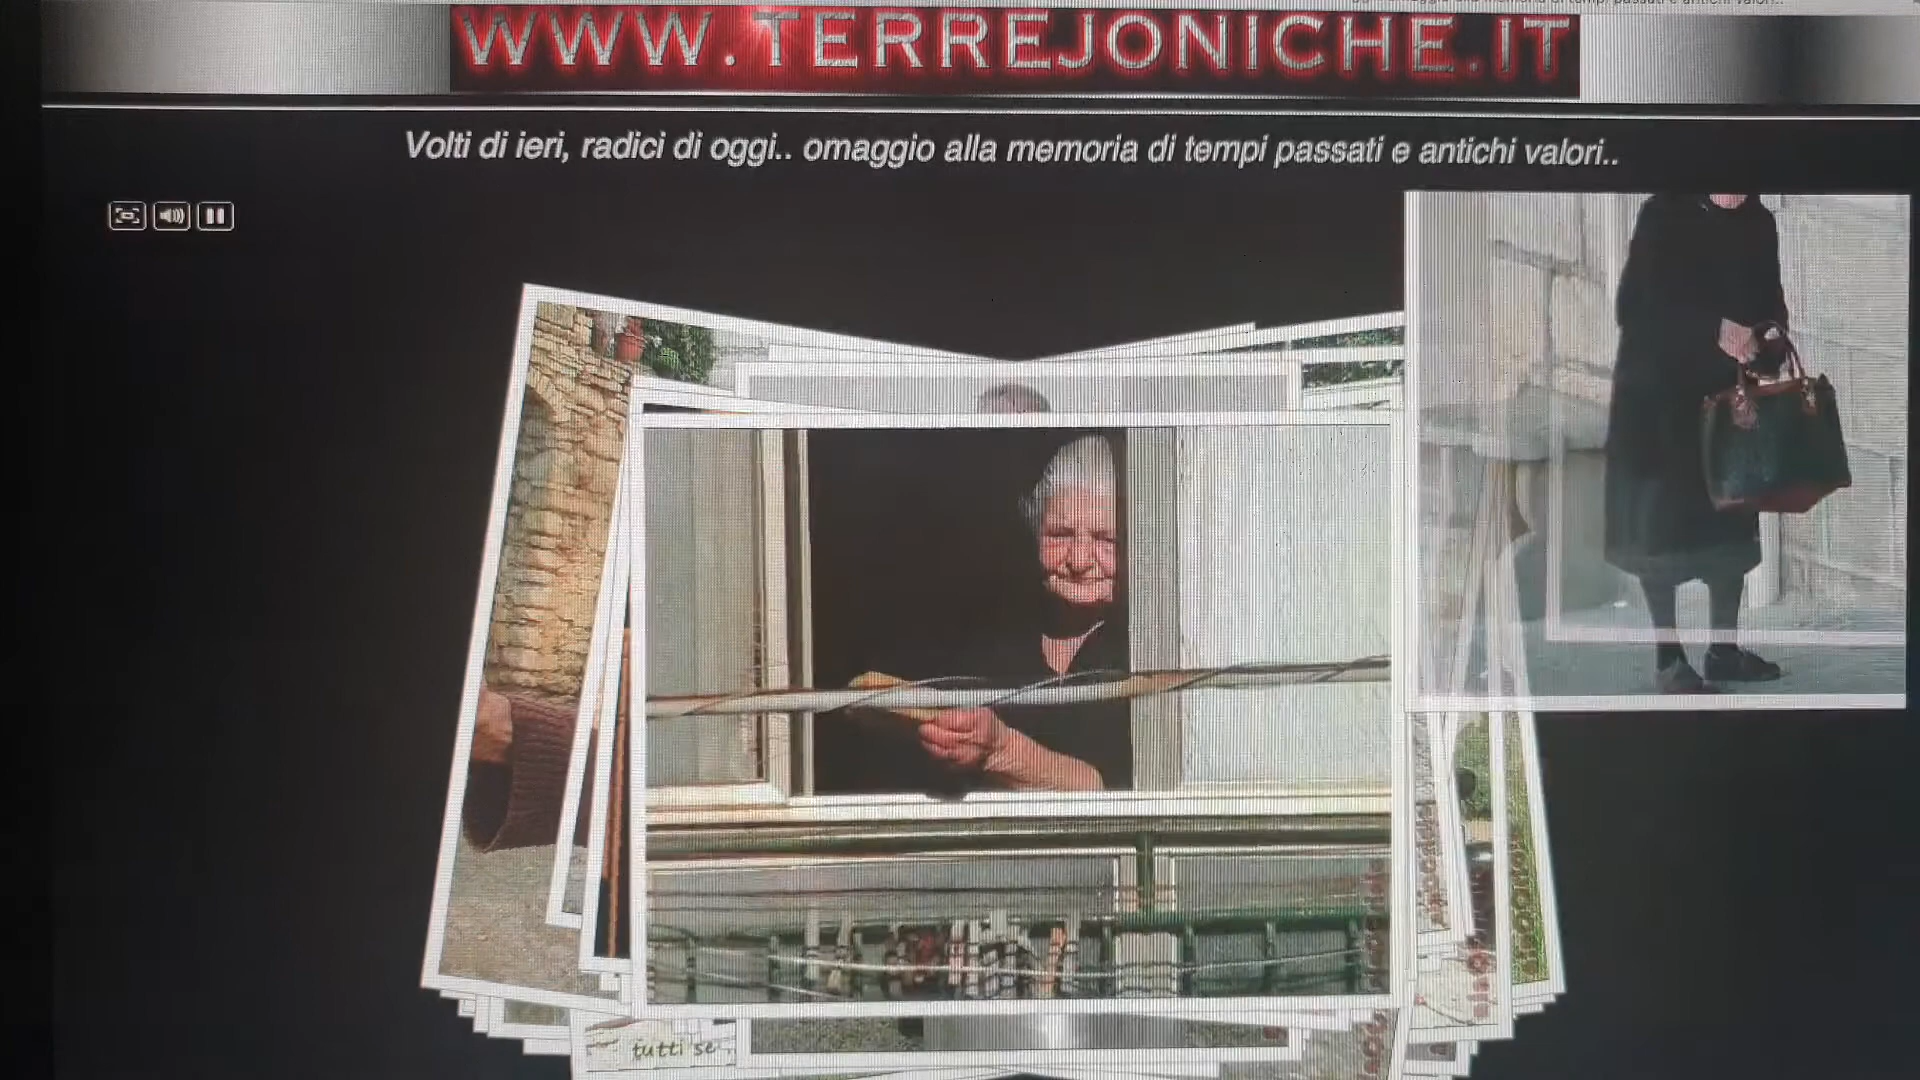 WWW.TERREJONICHE.IT
Volti di ieri, radici di oggi.. omaggio alla memoria di tempi passati e antichi valori..
tutti se